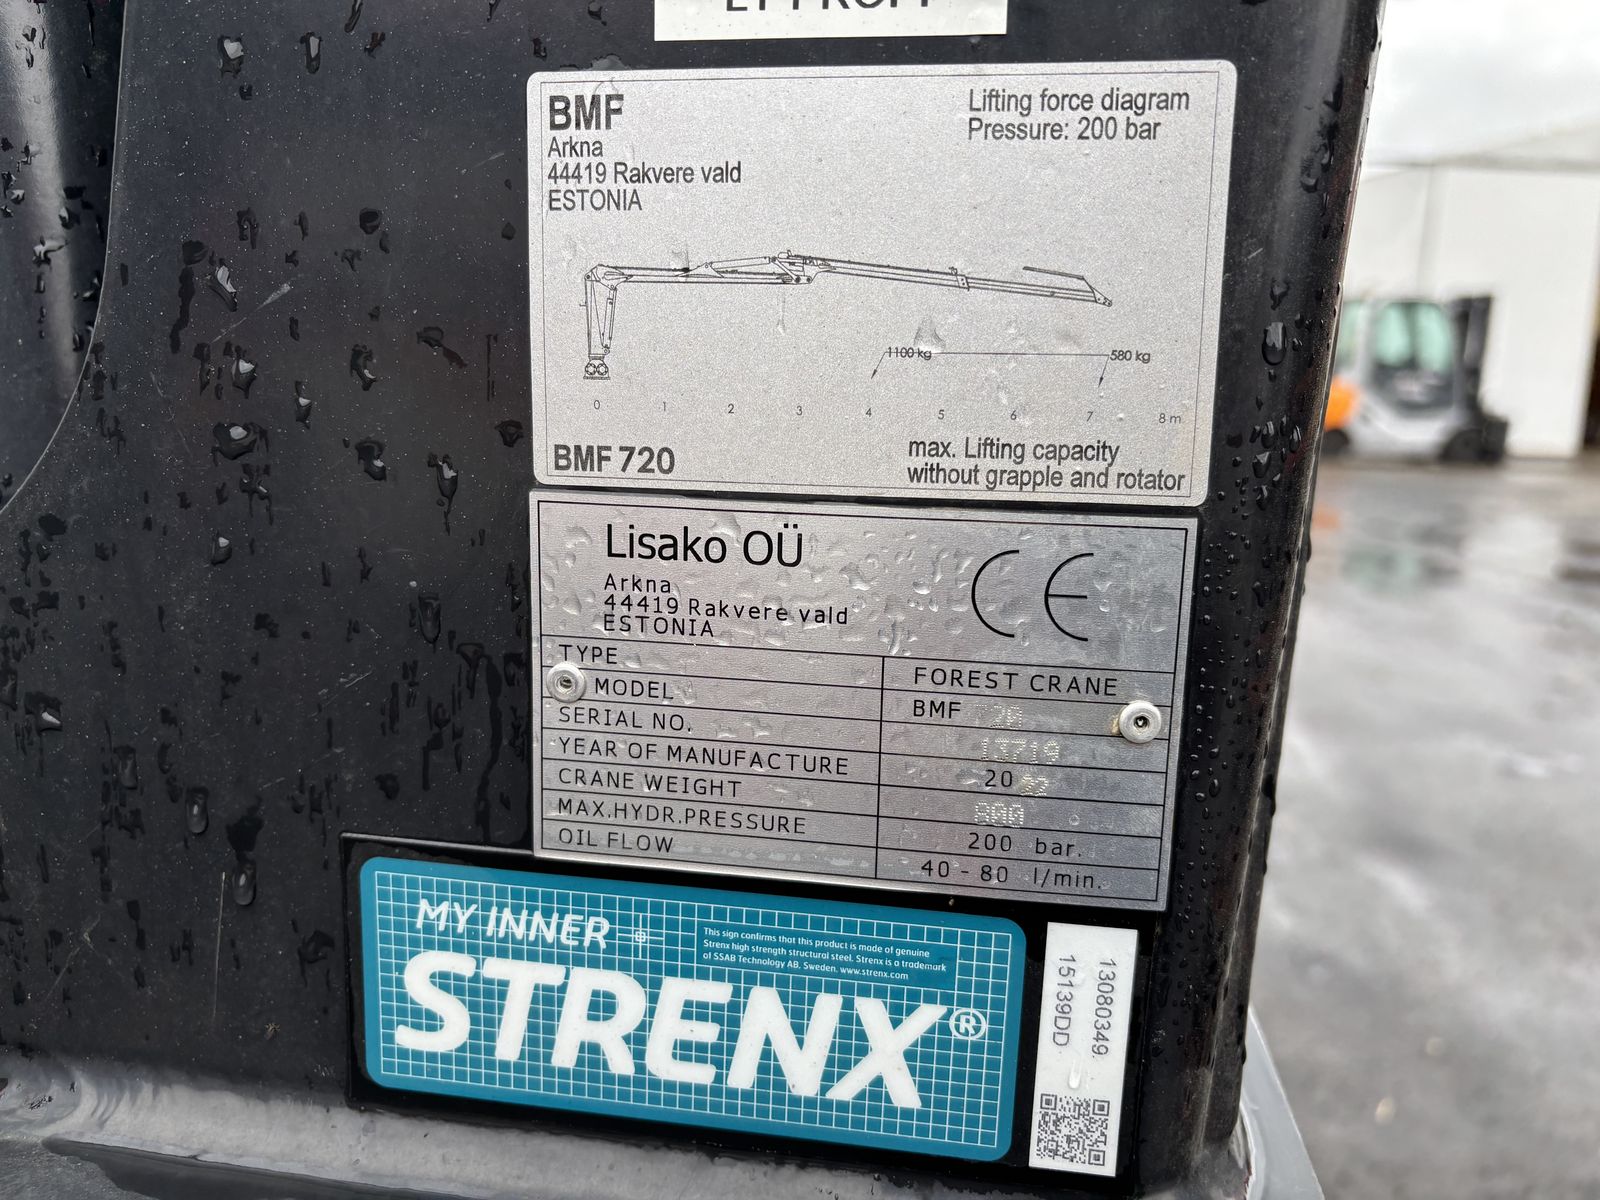 BMF
Arkna
44419 Rakvere vald
ESTONIA
Lifting force diagram
Pressure: 200 bar
1100 kg
580 kg
0 1 2 3 4 5 6 7 8 m
BMF 720
max. Lifting capacity
without grapple and rotator
Lisako OÜ
Arkna
44419 Rakvere vald
ESTONIA
CE
TYPE FOREST CRANE
MODEL BMF 720
SERIAL NO. 13719
YEAR OF MANUFACTURE 20 22
CRANE WEIGHT
MAX.HYDR.PRESSURE 200 bar.
OIL FLOW 40 - 80 l/min.
MY INNER
STRENX®
This sign confirms that this product is made of genuine
Strenx high strength structural steel. Strenx is a trademark
of SSAB Technology AB, Sweden. www.strenx.com
13080349
15139DD